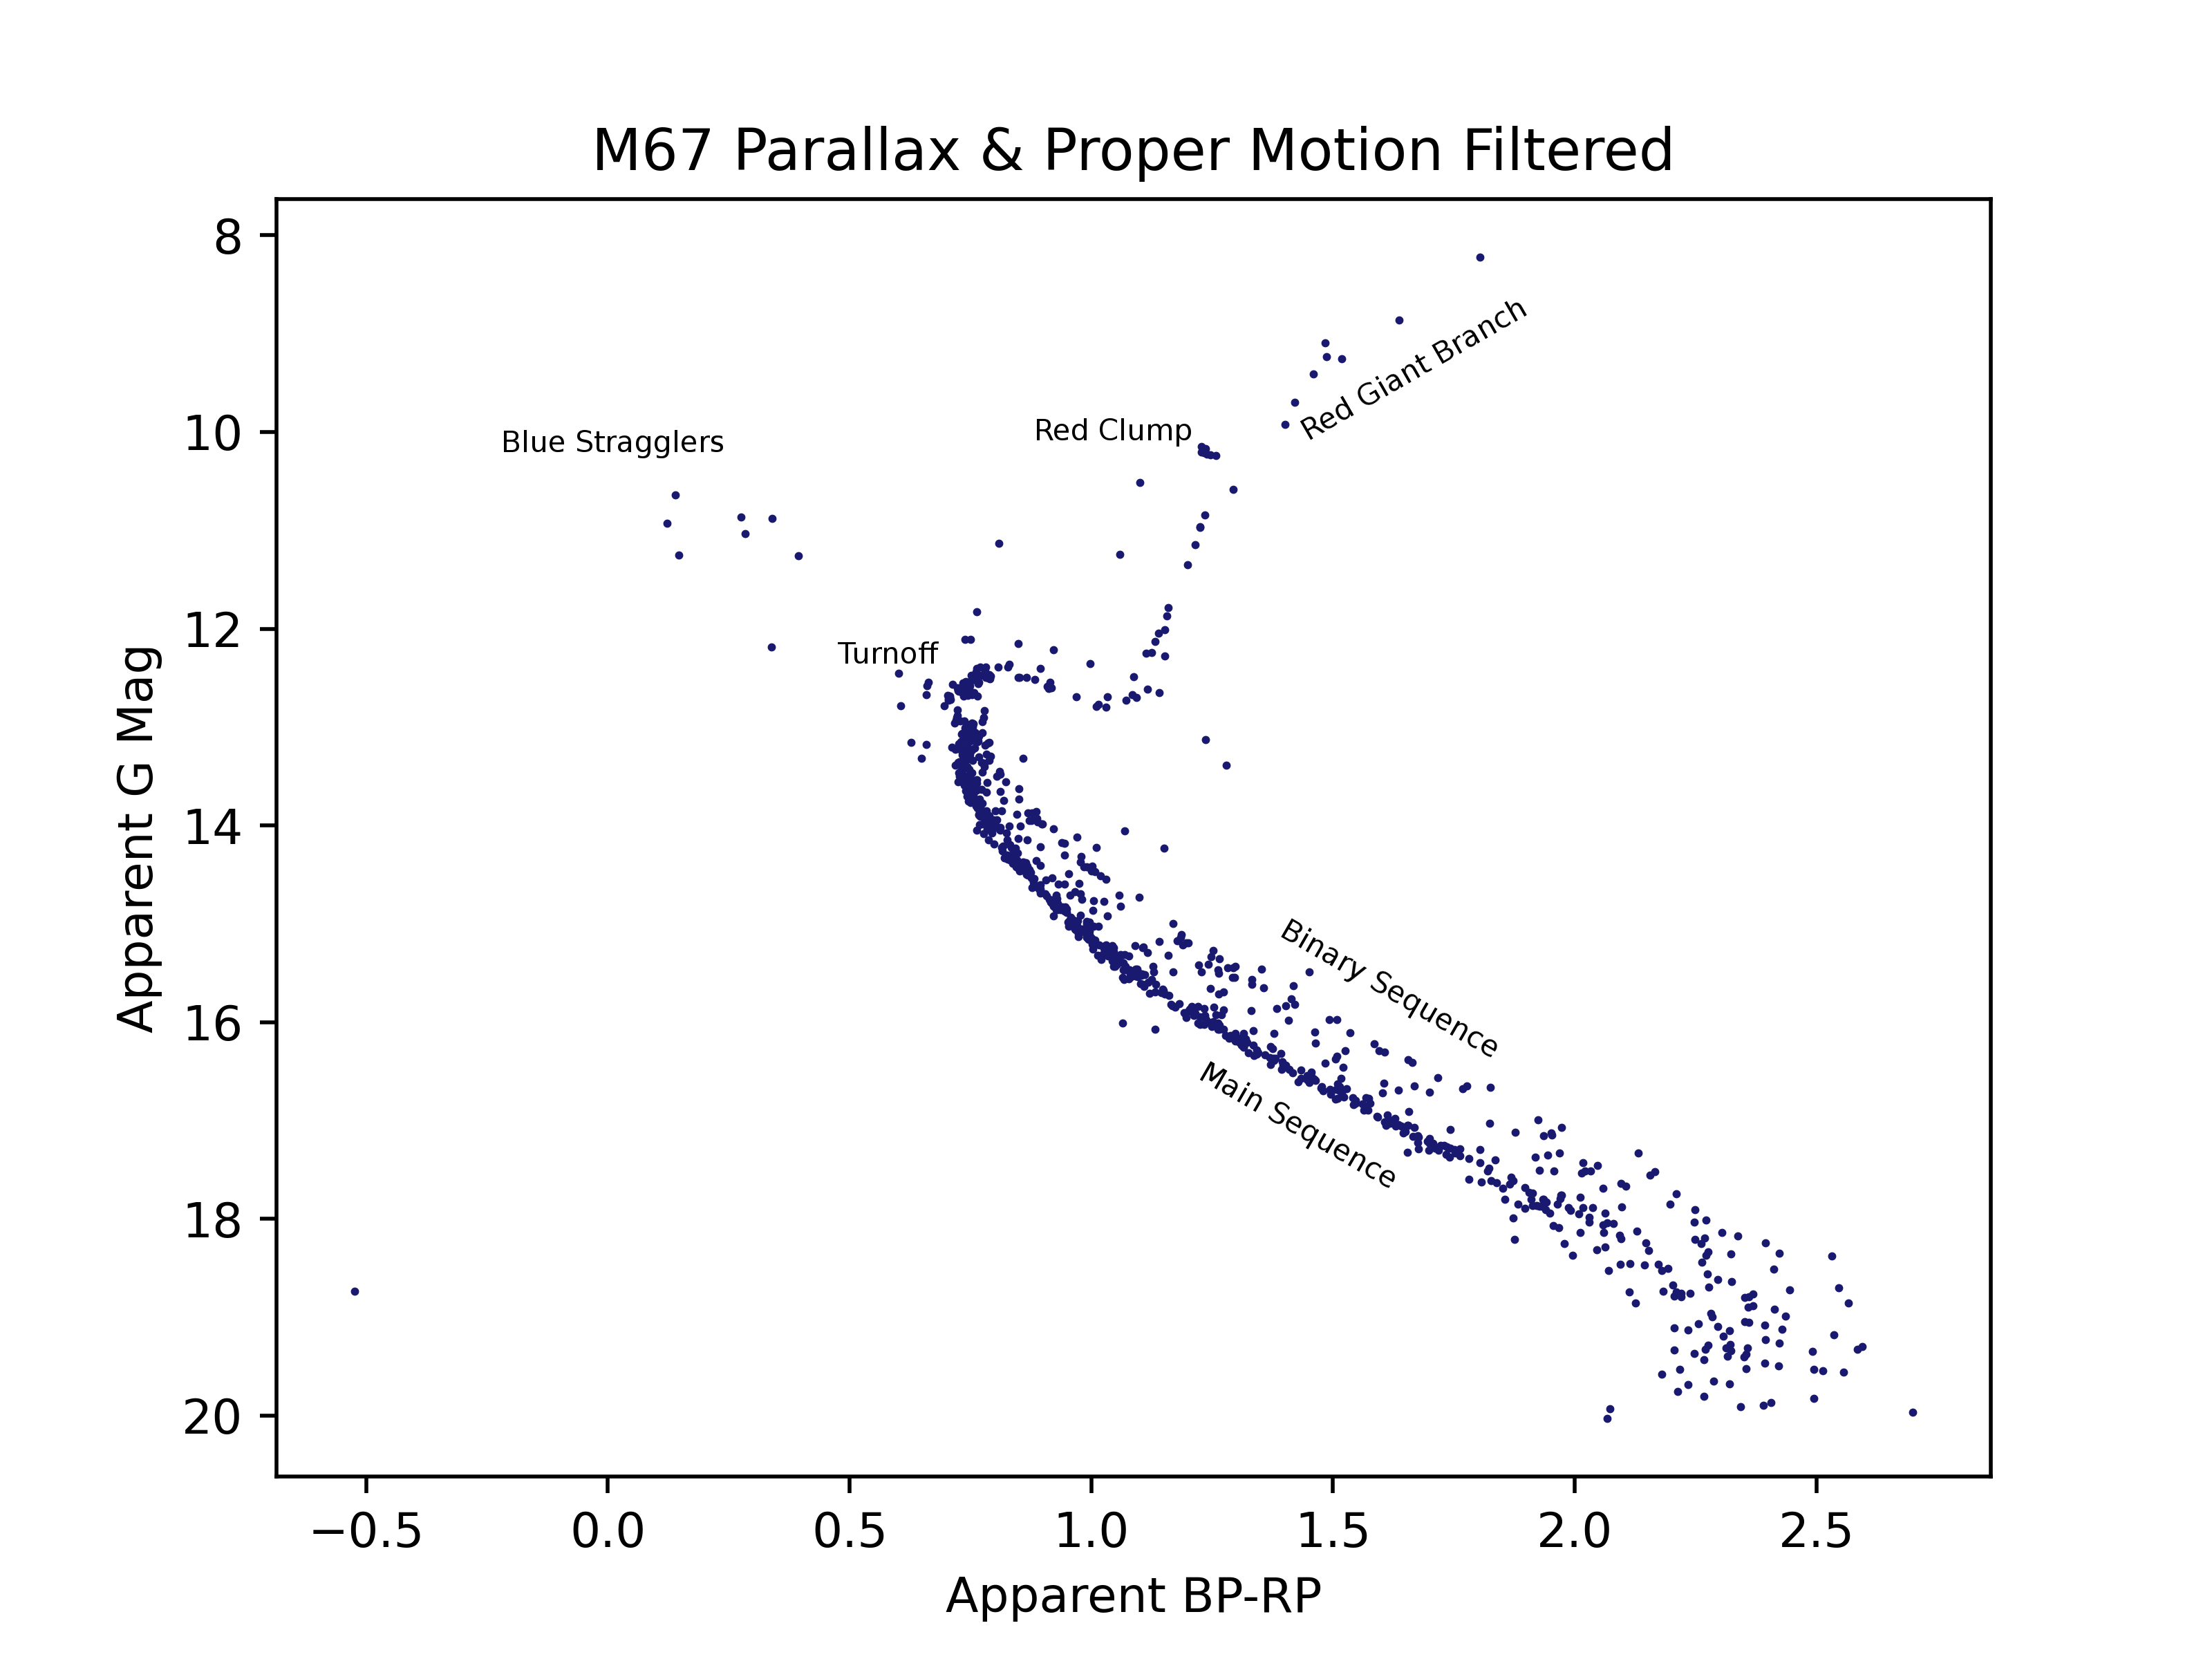 M67 Parallax & Proper Motion Filtered
8
10
12
14
16
18
20
Apparent G Mag
Blue Stragglers
Red Clump
Red Giant Branch
Turnoff
Binary Sequence
Main Sequence
−0.5
0.0
0.5
1.0
1.5
2.0
2.5
Apparent BP-RP